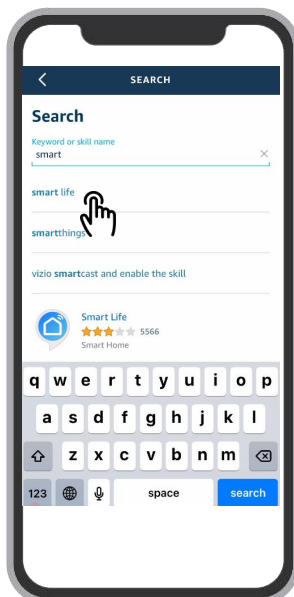 SEARCH
Search
Keyword or skill name
smart
smart life
smartthings
vizio smartcast and enable the skill
Smart Life
5566
Smart Home
q w e r t y u i o p
a s d f g h j k l
z x c v b n m
123 space search